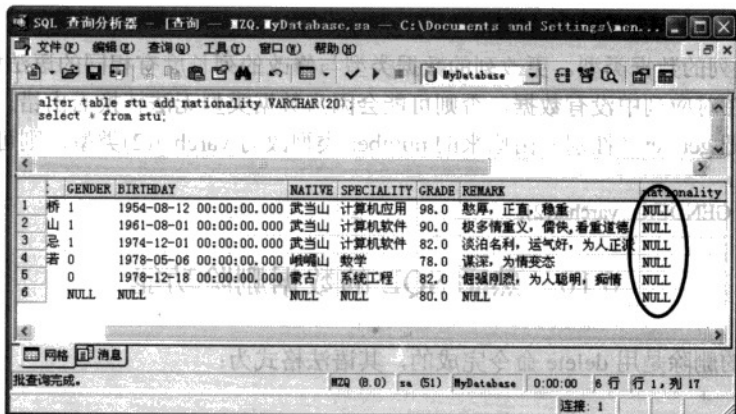 SQL 查询分析器 - [查询 — MZQ.MyDatabase.sa — C:\Documents and Settings\men...
文件(F) 编辑(E) 查询(Q) 工具(T) 窗口(W) 帮助(H)
MyDatabase
alter table stu add nationality VARCHAR(20)
select * from stu;
GENDER BIRTHDAY NATIVE SPECIALITY GRADE REMARK nationality
1 桥 1 1954-08-12 00:00:00.000 武当山 计算机应用 98.0 憨厚，正直，稳重 NULL
2 山 1 1961-08-01 00:00:00.000 武当山 计算机软件 90.0 极多情重义，儒侠，看重道德 NULL
3 忌 1 1974-12-01 00:00:00.000 武当山 计算机软件 82.0 淡泊名利，运气好，为人正派 NULL
4 若 0 1978-05-06 00:00:00.000 峨嵋山 数学 78.0 谋深，为情变态 NULL
5 0 1978-12-18 00:00:00.000 蒙古 系统工程 82.0 倔强刚烈，为人聪明，痴情 NULL
6 NULL NULL NULL NULL 80.0 NULL NULL
网格 消息
批查询完成。 MZQ (8.0) sa (51) MyDatabase 0:00:00 6 行 行 1, 列 17
连接: 1